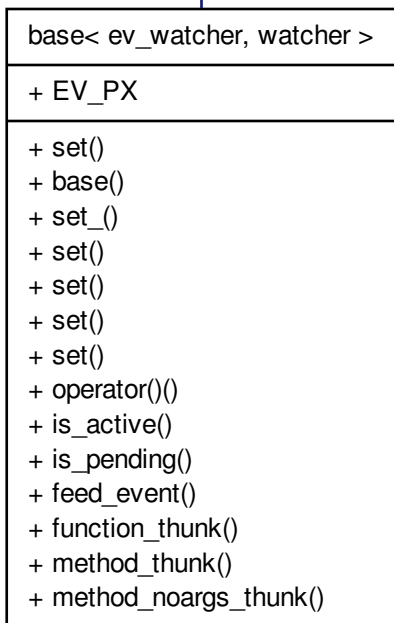 base< ev_watcher, watcher >
+ EV_PX
+ set()
+ base()
+ set_()
+ set()
+ set()
+ set()
+ set()
+ operator()()
+ is_active()
+ is_pending()
+ feed_event()
+ function_thunk()
+ method_thunk()
+ method_noargs_thunk()